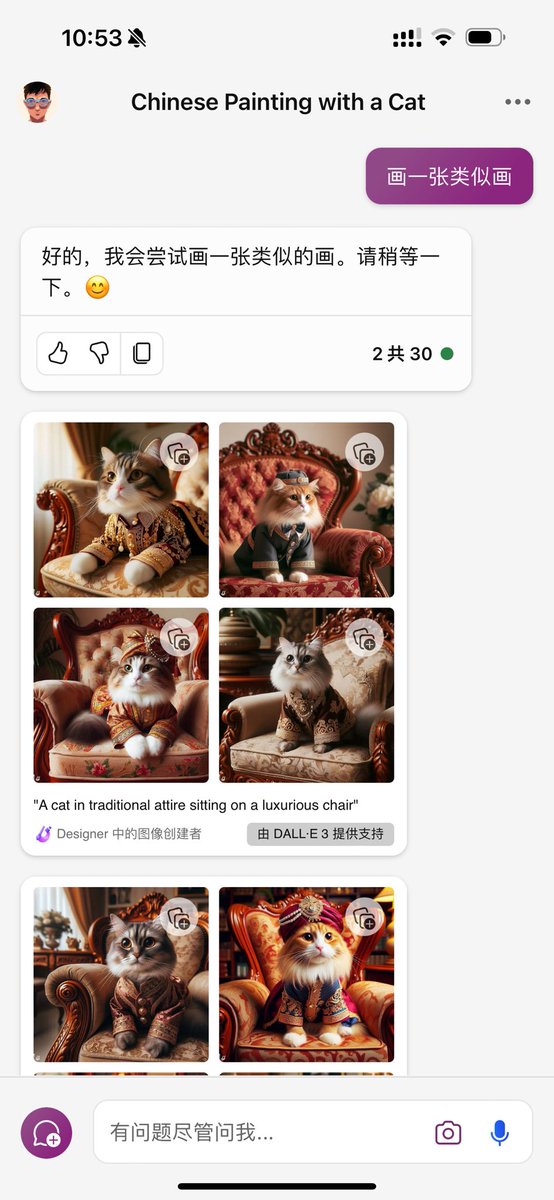 10:53
Chinese Painting with a Cat
画一张类似画
好的，我会尝试画一张类似的画。请稍等一
下。😊
2 共 30
"A cat in traditional attire sitting on a luxurious chair"
Designer 中的图像创建者
由 DALL·E 3 提供支持
有问题尽管问我...